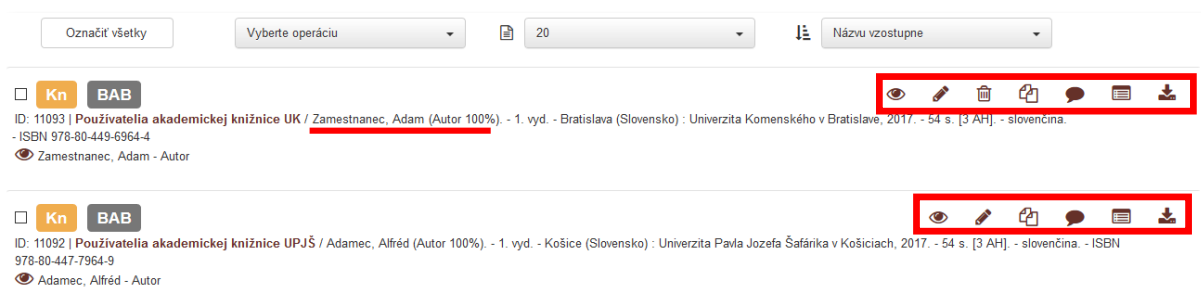 Označiť všetky Vyberte operáciu 20 Názvu vzostupne
Kn BAB
ID: 11093 | Používatelia akademickej knižnice UK / Zamestnanec, Adam (Autor 100%). - 1. vyd. - Bratislava (Slovensko) : Univerzita Komenského v Bratislave, 2017. - 54 s. [3 AH]. - slovenčina.
- ISBN 978-80-449-6964-4
Zamestnanec, Adam - Autor
Kn BAB
ID: 11092 | Používatelia akademickej knižnice UPJŠ / Adamec, Alfréd (Autor 100%). - 1. vyd. - Košice (Slovensko) : Univerzita Pavla Jozefa Šafárika v Košiciach, 2017. - 54 s. [3 AH]. - slovenčina. - ISBN
978-80-447-7964-9
Adamec, Alfréd - Autor